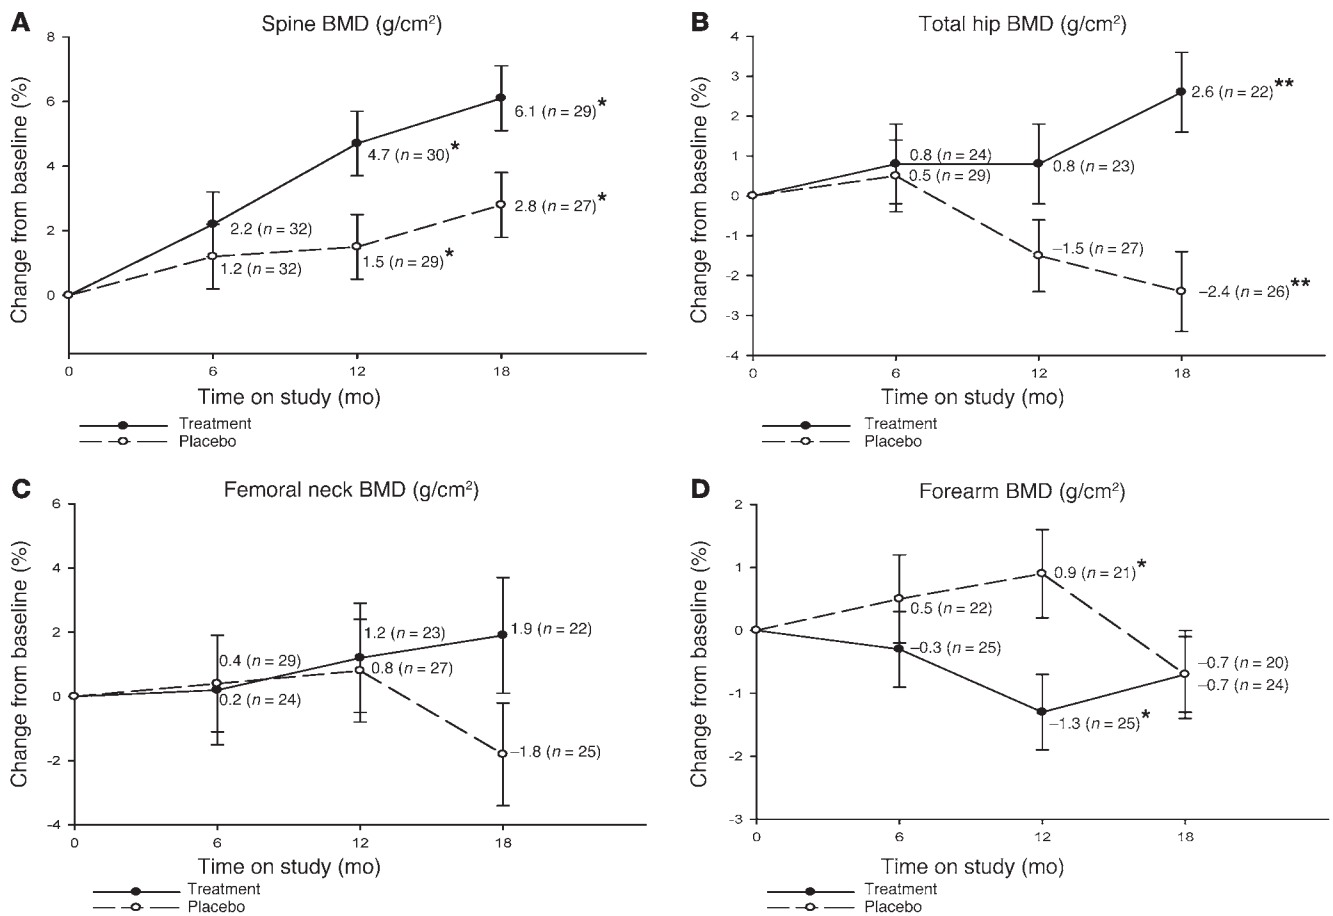 A
Spine BMD (g/cm²)
Change from baseline (%)
8
6
4
2
0
6.1 (n = 29)*
4.7 (n = 30)*
2.8 (n = 27)*
2.2 (n = 32)
1.2 (n = 32)
1.5 (n = 29)*
0
6
12
18
Time on study (mo)
Treatment
Placebo
B
Total hip BMD (g/cm²)
Change from baseline (%)
4
3
2
1
0
-1
-2
-3
-4
2.6 (n = 22)**
0.8 (n = 24)
0.5 (n = 29)
0.8 (n = 23)
−1.5 (n = 27)
−2.4 (n = 26)**
0
6
12
18
Time on study (mo)
Treatment
Placebo
C
Femoral neck BMD (g/cm²)
Change from baseline (%)
6
4
2
0
-2
-4
0.4 (n = 29)
0.2 (n = 24)
1.2 (n = 23)
0.8 (n = 27)
1.9 (n = 22)
−1.8 (n = 25)
0
6
12
18
Time on study (mo)
Treatment
Placebo
D
Forearm BMD (g/cm²)
Change from baseline (%)
2
1
0
-1
-2
-3
0.9 (n = 21)*
0.5 (n = 22)
−0.3 (n = 25)
−1.3 (n = 25)*
−0.7 (n = 20)
−0.7 (n = 24)
0
6
12
18
Time on study (mo)
Treatment
Placebo